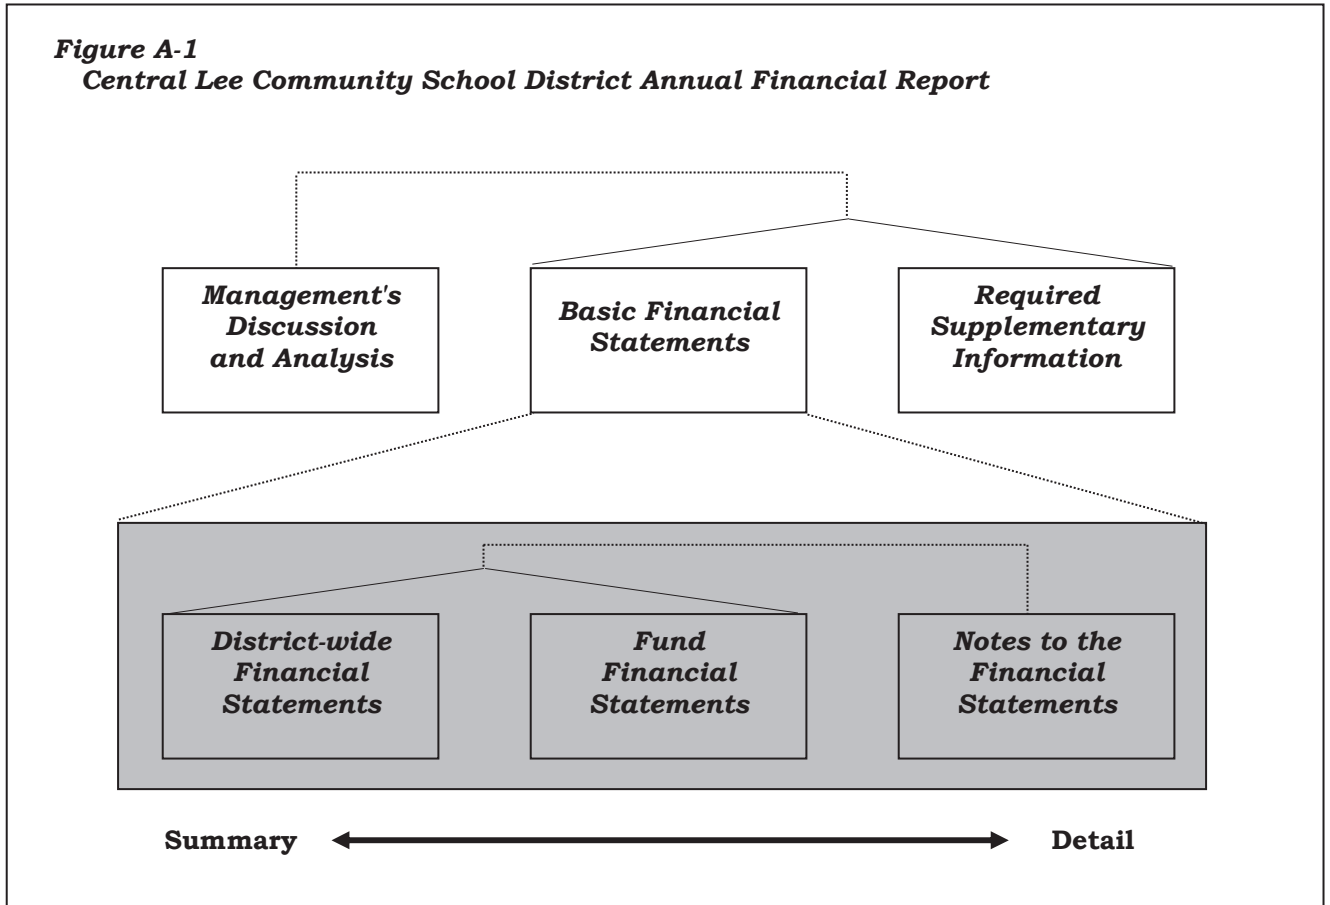 Figure A-1
Central Lee Community School District Annual Financial Report
Management's
Discussion
and Analysis
Basic Financial
Statements
Required
Supplementary
Information
District-wide
Financial
Statements
Fund
Financial
Statements
Notes to the
Financial
Statements
Summary
Detail